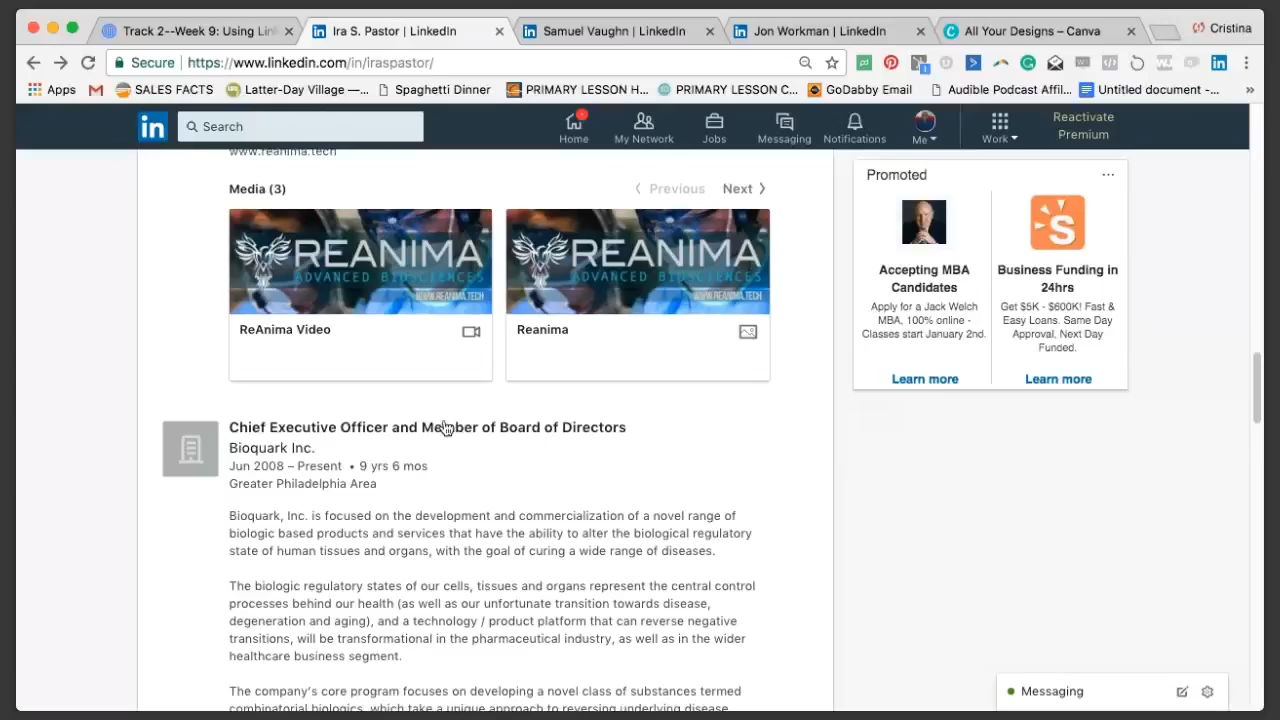 Track 2--Week 9: Using Lin
Ira S. Pastor | LinkedIn
Samuel Vaughn | LinkedIn
Jon Workman | LinkedIn
All Your Designs – Canva
Cristina
Secure
https://www.linkedin.com/in/iraspastor/
Apps
SALES FACTS
Latter-Day Village —...
Spaghetti Dinner
PRIMARY LESSON H...
PRIMARY LESSON C...
GoDabby Email
Audible Podcast Affil...
Untitled document -...
»
in
Search
Home
My Network
Jobs
Messaging
Notifications
Me
Work
Reactivate
Premium
www.reanima.tech
Media (3)
Previous
Next
REANIMA
ADVANCED BIOSCIENCES
WWW.REANIMA.TECH
REANIMA
ADVANCED BIOSCIENCES
WWW.REANIMA.TECH
ReAnima Video
Reanima
Chief Executive Officer and Member of Board of Directors
Bioquark Inc.
Jun 2008 – Present • 9 yrs 6 mos
Greater Philadelphia Area
Bioquark, Inc. is focused on the development and commercialization of a novel range of
biologic based products and services that have the ability to alter the biological regulatory
state of human tissues and organs, with the goal of curing a wide range of diseases.
The biologic regulatory states of our cells, tissues and organs represent the central control
processes behind our health (as well as our unfortunate transition towards disease,
degeneration and aging), and a technology / product platform that can reverse negative
transitions, will be transformational in the pharmaceutical industry, as well as in the wider
healthcare business segment.
The company's core program focuses on developing a novel class of substances termed
combinatorial biologics, which take a unique approach to reversing underlying disease
Promoted
Accepting MBA
Candidates
Apply for a Jack Welch
MBA, 100% online -
Classes start January 2nd.
Learn more
S
Business Funding in
24hrs
Get $5K - $600K! Fast &
Easy Loans. Same Day
Approval, Next Day
Funded.
Learn more
Messaging